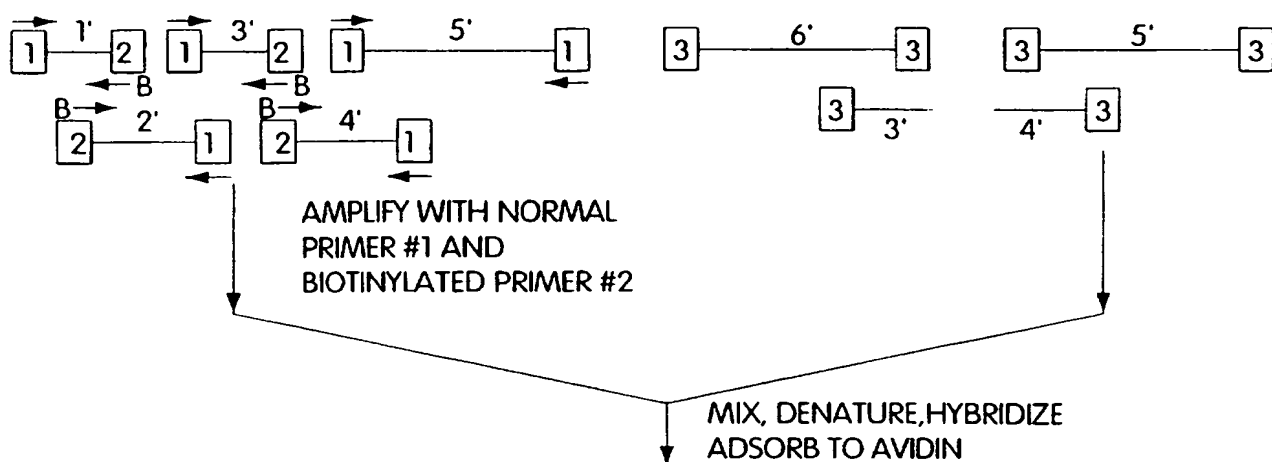 1' 3' 5' 6' 5'
1 2 1 2 1 1 3 3 3 3
B B
B B
2' 4' 3 3' 4' 3
2 1 2 1
AMPLIFY WITH NORMAL
PRIMER #1 AND
BIOTINYLATED PRIMER #2
MIX, DENATURE,HYBRIDIZE
ADSORB TO AVIDIN